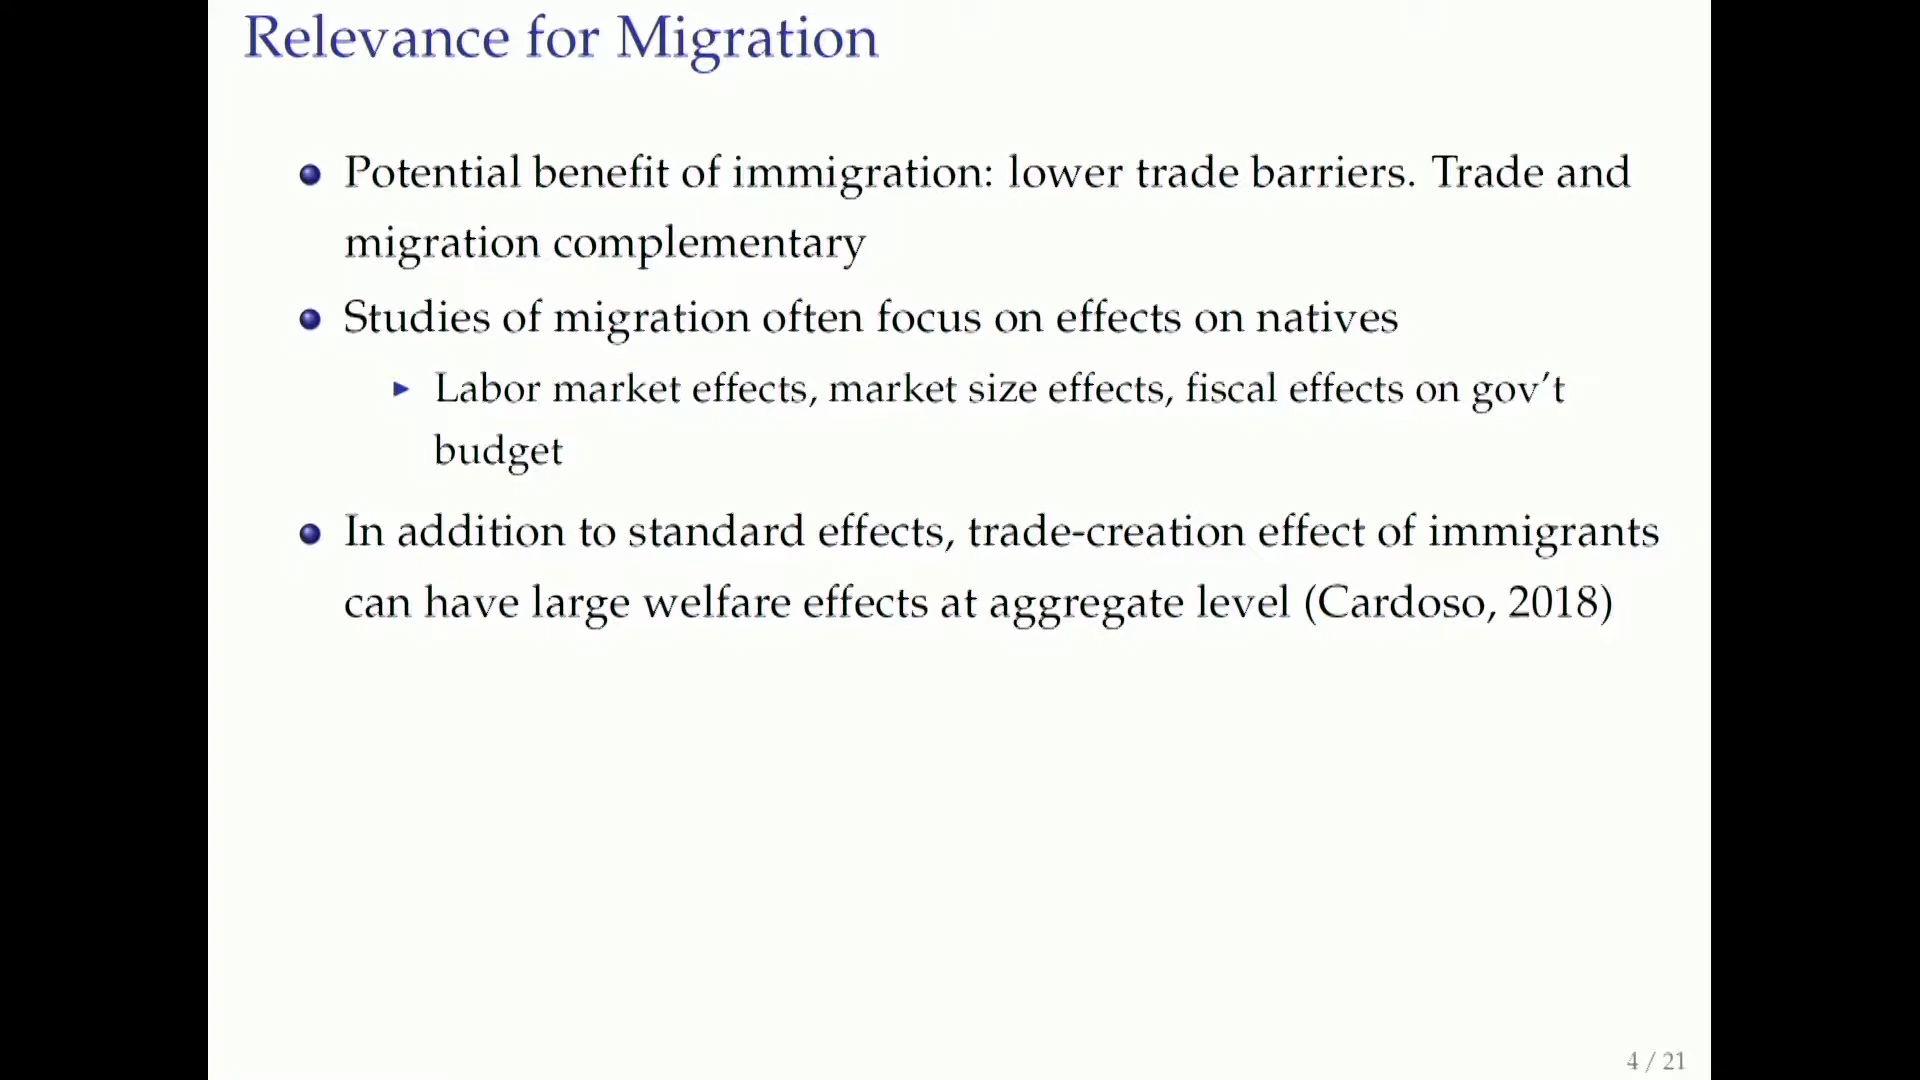 Relevance for Migration
Potential benefit of immigration: lower trade barriers. Trade and
migration complementary
Studies of migration often focus on effects on natives
Labor market effects, market size effects, fiscal effects on gov't
budget
In addition to standard effects, trade-creation effect of immigrants
can have large welfare effects at aggregate level (Cardoso, 2018)
4 / 21